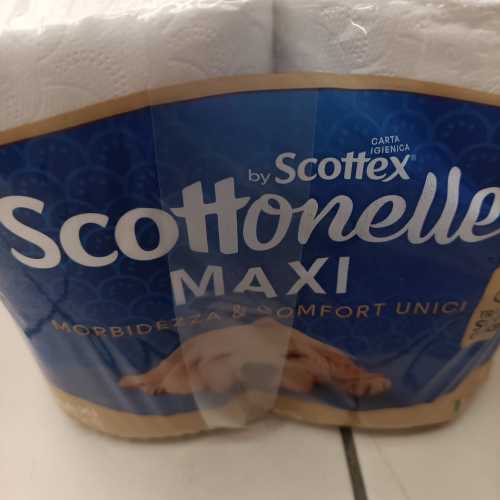 CARTA
IGIENICA
by Scottex®
Scottonelle
MAXI
MORBIDEZZA & COMFORT UNICI